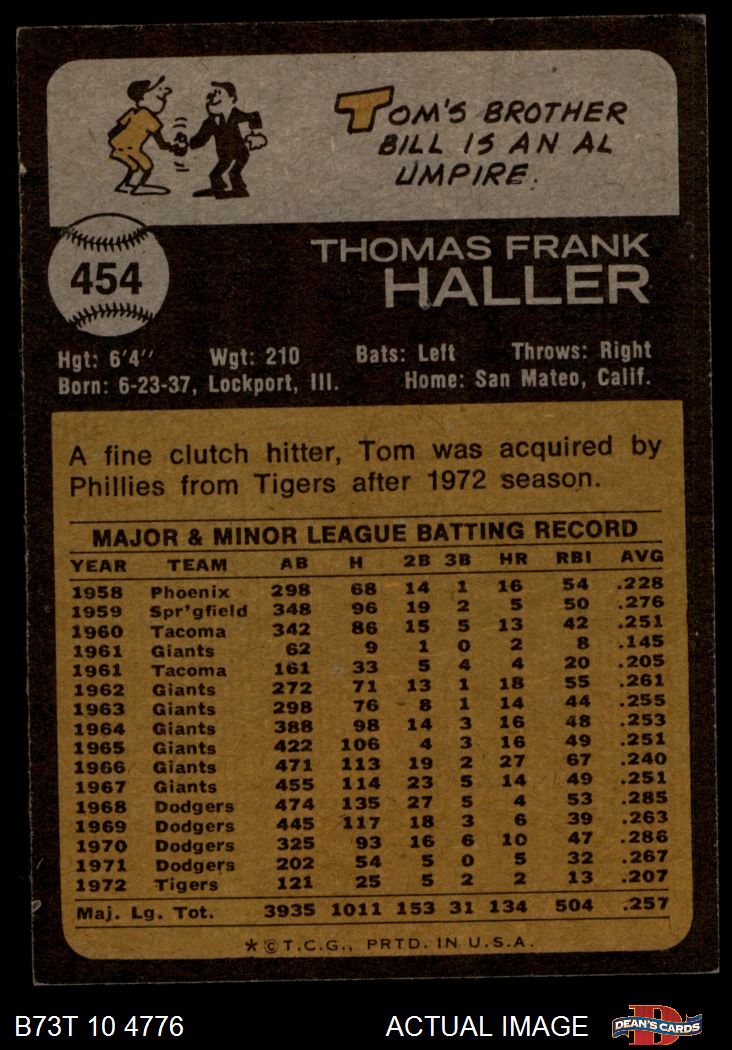 TOM'S BROTHER
BILL IS AN AL
UMPIRE.
454
THOMAS FRANK
HALLER
Hgt: 6'4" Wgt: 210 Bats: Left Throws: Right
Born: 6-23-37, Lockport, Ill. Home: San Mateo, Calif.
A fine clutch hitter, Tom was acquired by
Phillies from Tigers after 1972 season.
MAJOR & MINOR LEAGUE BATTING RECORD
YEAR TEAM AB H 2B 3B HR RBI AVG
1958 Phoenix 298 68 14 1 16 54 .228
1959 Spr'gfield 348 96 19 2 5 50 .276
1960 Tacoma 342 86 15 5 13 42 .251
1961 Giants 62 9 1 0 2 8 .145
1961 Tacoma 161 33 5 4 4 20 .205
1962 Giants 272 71 13 1 18 55 .261
1963 Giants 298 76 8 1 14 44 .255
1964 Giants 388 98 14 3 16 48 .253
1965 Giants 422 106 4 3 16 49 .251
1966 Giants 471 113 19 2 27 67 .240
1967 Giants 455 114 23 5 14 49 .251
1968 Dodgers 474 135 27 5 4 53 .285
1969 Dodgers 445 117 18 3 6 39 .263
1970 Dodgers 325 93 16 6 10 47 .286
1971 Dodgers 202 54 5 0 5 32 .267
1972 Tigers 121 25 5 2 2 13 .207
Maj. Lg. Tot. 3935 1011 153 31 134 504 .257
*©T.C.G., PRTD. IN U.S.A.
B73T 10 4776 ACTUAL IMAGE D DEAN'S CARDS